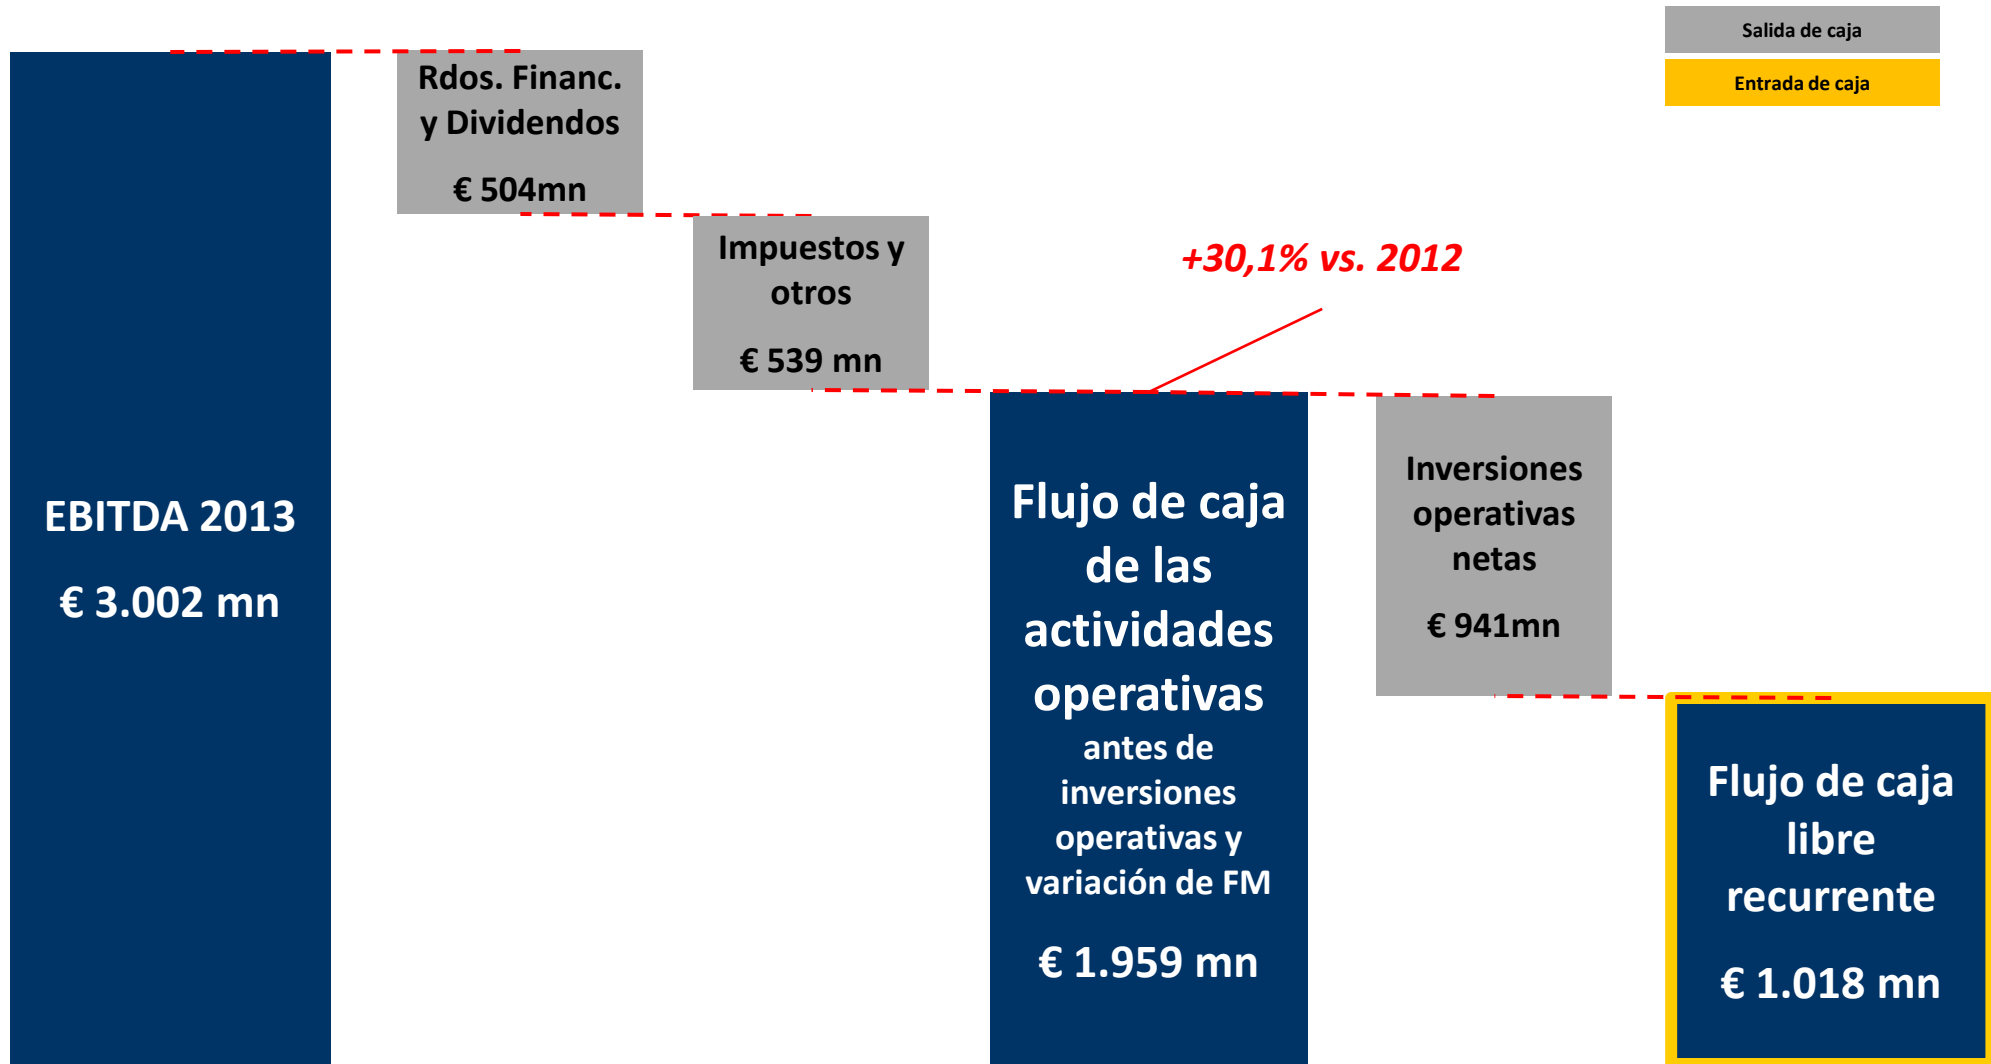 Salida de caja
Entrada de caja
EBITDA 2013
€ 3.002 mn
Rdos. Financ.
y Dividendos
€ 504mn
Impuestos y
otros
€ 539 mn
+30,1% vs. 2012
Flujo de caja
de las
actividades
operativas
antes de
inversiones
operativas y
variación de FM
€ 1.959 mn
Inversiones
operativas
netas
€ 941mn
Flujo de caja
libre
recurrente
€ 1.018 mn